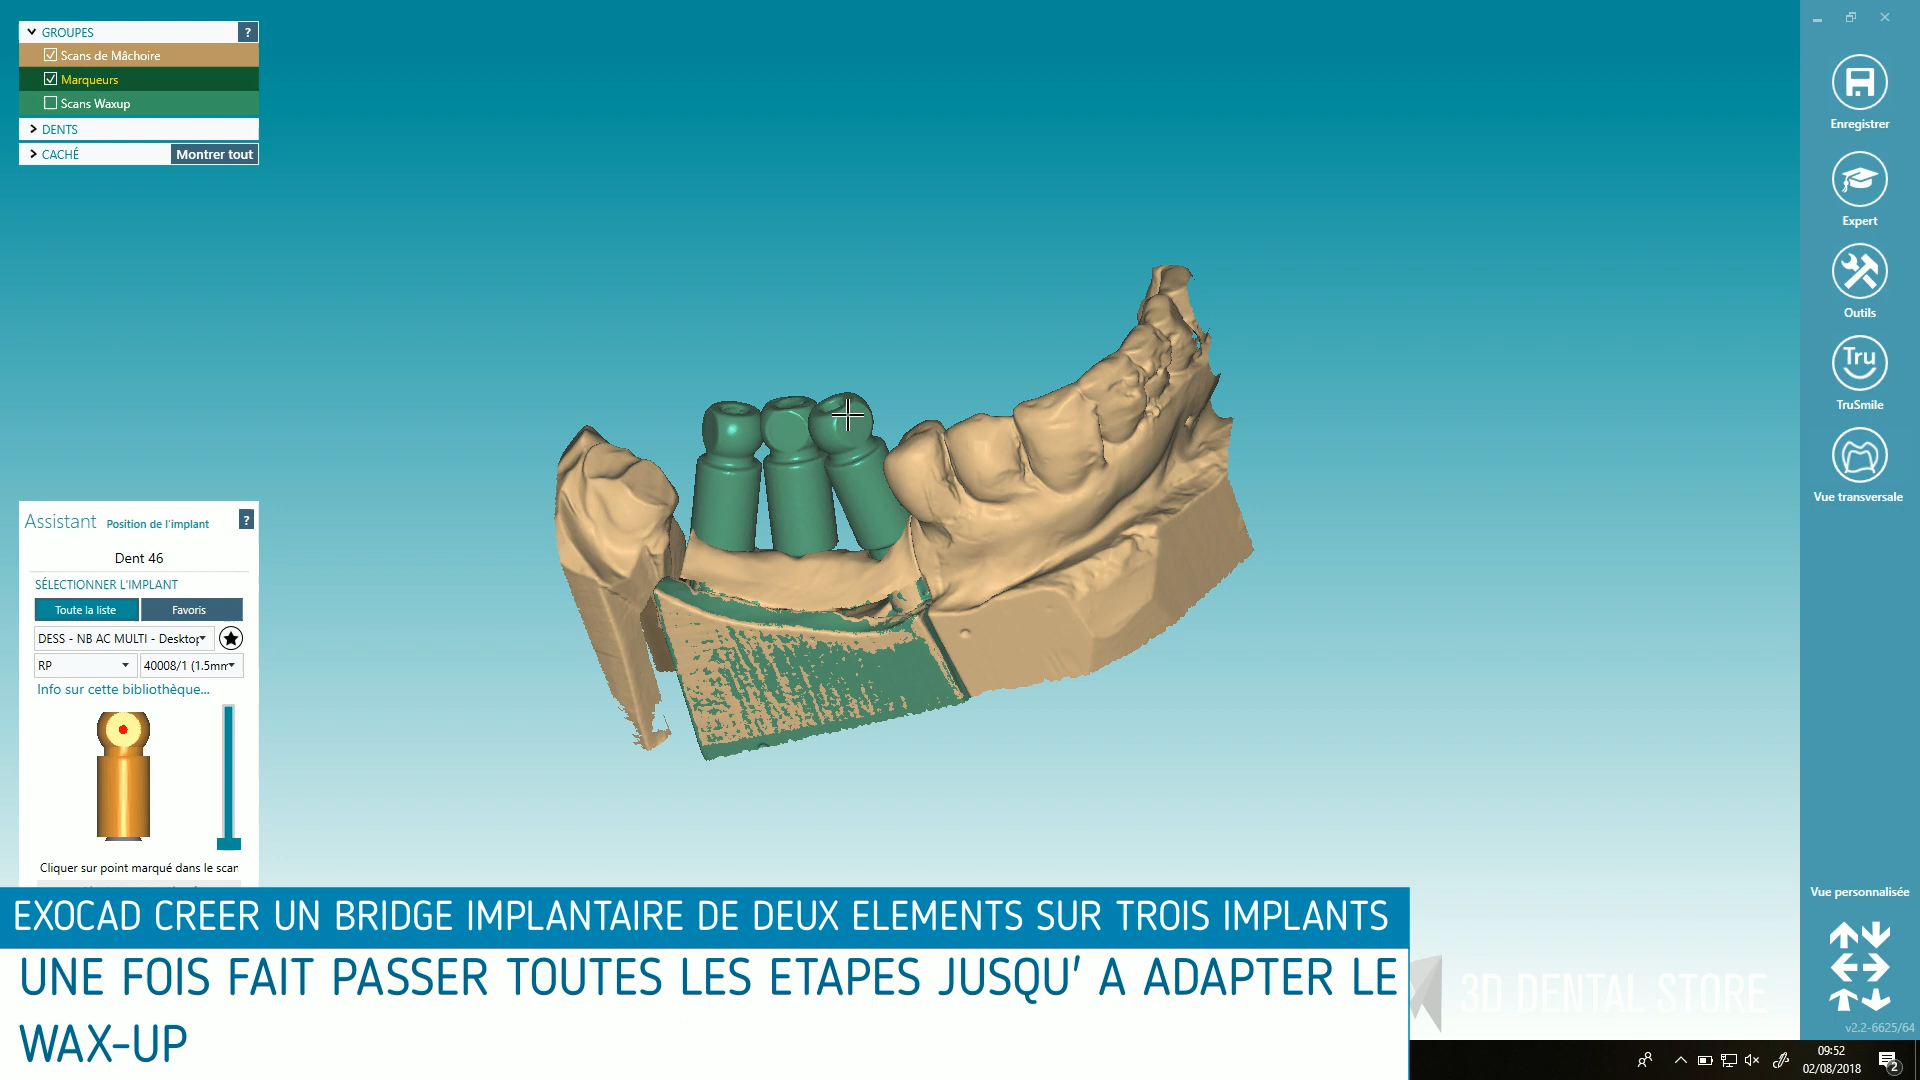 GROUPES
?
Scans de Mâchoire
Marqueurs
Scans Waxup
DENTS
CACHÉ
Montrer tout
Assistant Position de l'implant
?
Dent 46
SÉLECTIONNER L'IMPLANT
Toute la liste
Favoris
DESS - NB AC MULTI - Desktop
RP
40008/1 (1.5mm
Info sur cette bibliothèque...
Cliquer sur point marqué dans le scan
EXOCAD CREER UN BRIDGE IMPLANTAIRE DE DEUX ELEMENTS SUR TROIS IMPLANTS
UNE FOIS FAIT PASSER TOUTES LES ETAPES JUSQU' A ADAPTER LE
WAX-UP
Enregistrer
Expert
Outils
Tru
TruSmile
Vue transversale
Vue personnalisée
3D DENTAL STORE
v2.2-6625/64
09:52
02/08/2018
2